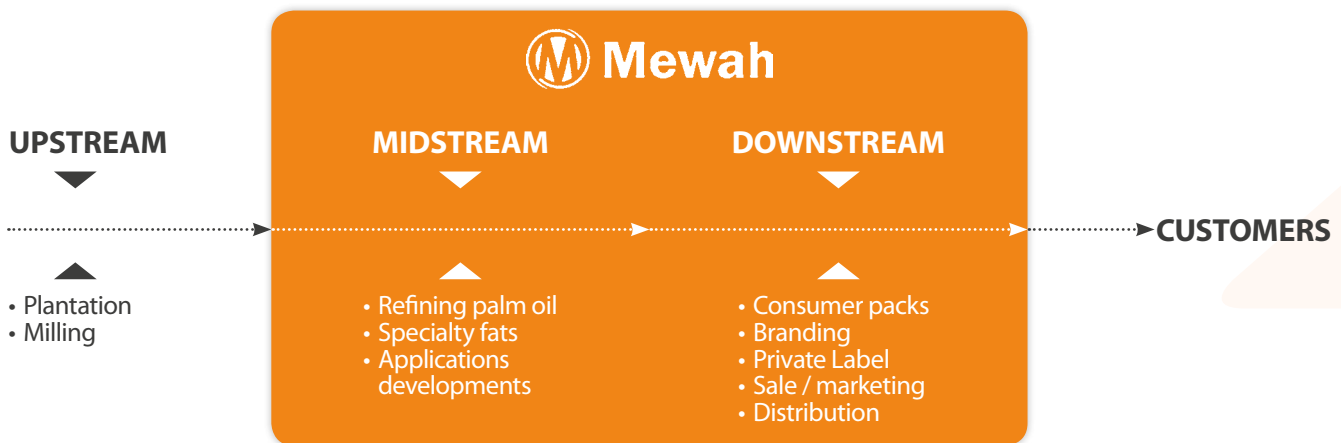 Mewah
UPSTREAM
MIDSTREAM
DOWNSTREAM
CUSTOMERS
• Plantation
• Milling
• Refining palm oil
• Specialty fats
• Applications
developments
• Consumer packs
• Branding
• Private Label
• Sale / marketing
• Distribution